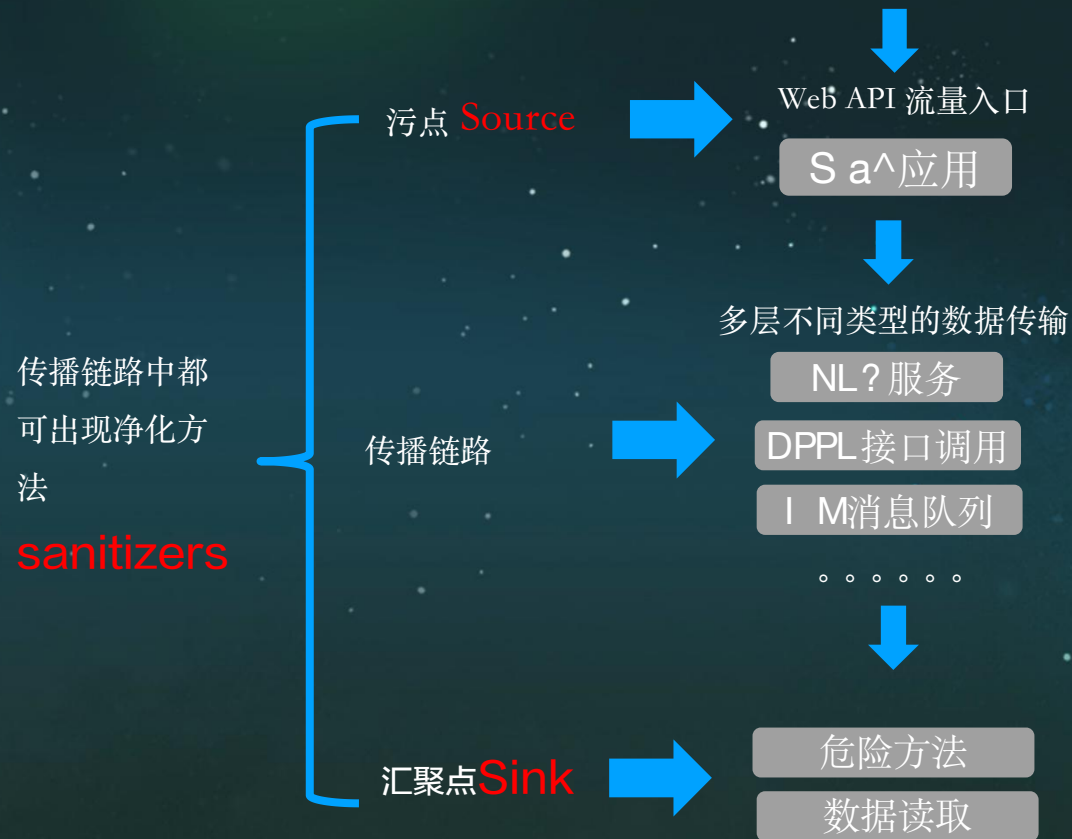 污点 Source
Web API 流量入口
S a^应用
多层不同类型的数据传输
传播链路中都
可出现净化方
法
sanitizers
传播链路
NL?服务
DPPL接口调用
I M消息队列
。。。。。。
汇聚点Sink
危险方法
数据读取